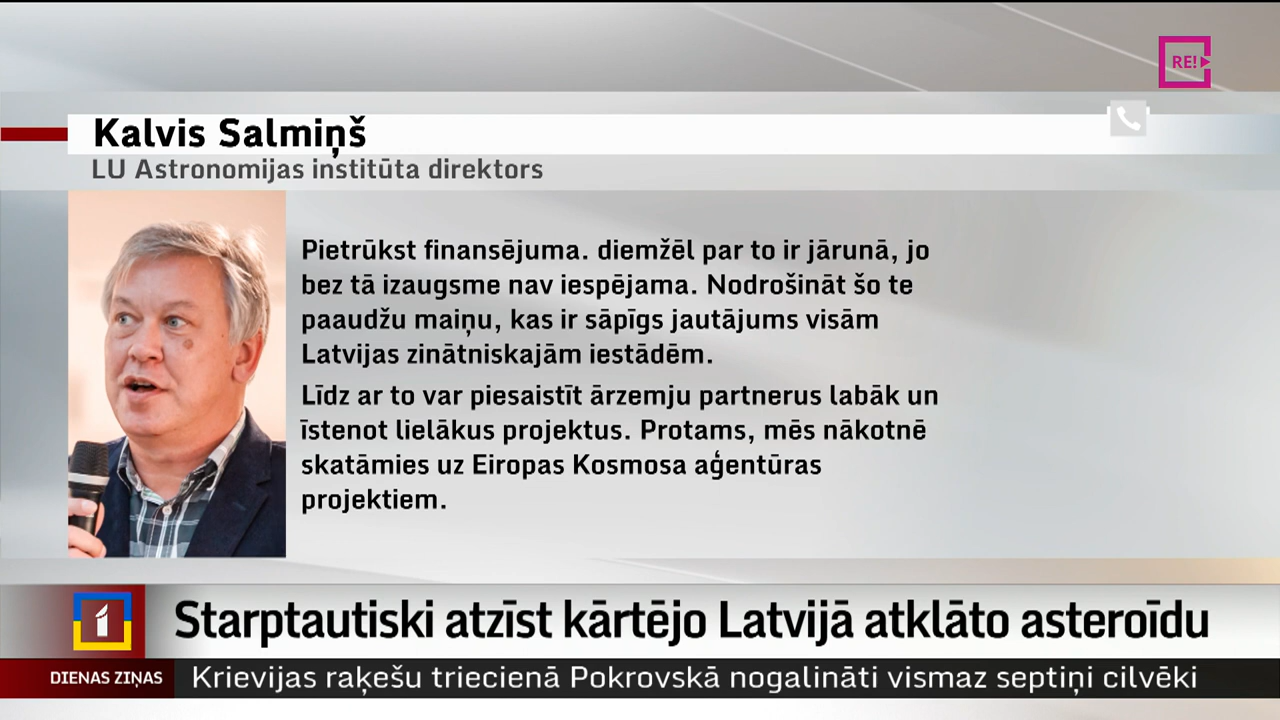 RE!
Kalvis Salmiņš
LU Astronomijas institūta direktors
Pietrūkst finansējuma. diemžēl par to ir jārunā, jo
bez tā izaugsme nav iespējama. Nodrošināt šo te
paaudžu maiņu, kas ir sāpīgs jautājums visām
Latvijas zinātniskajām iestādēm.
Līdz ar to var piesaistīt ārzemju partnerus labāk un
īstenot lielākus projektus. Protams, mēs nākotnē
skatāmies uz Eiropas Kosmosa aģentūras
projektiem.
1
Starptautiski atzīst kārtējo Latvijā atklāto asteroīdu
DIENAS ZIŅAS
Krievijas raķešu triecienā Pokrovskā nogalināti vismaz septiņi cilvēki